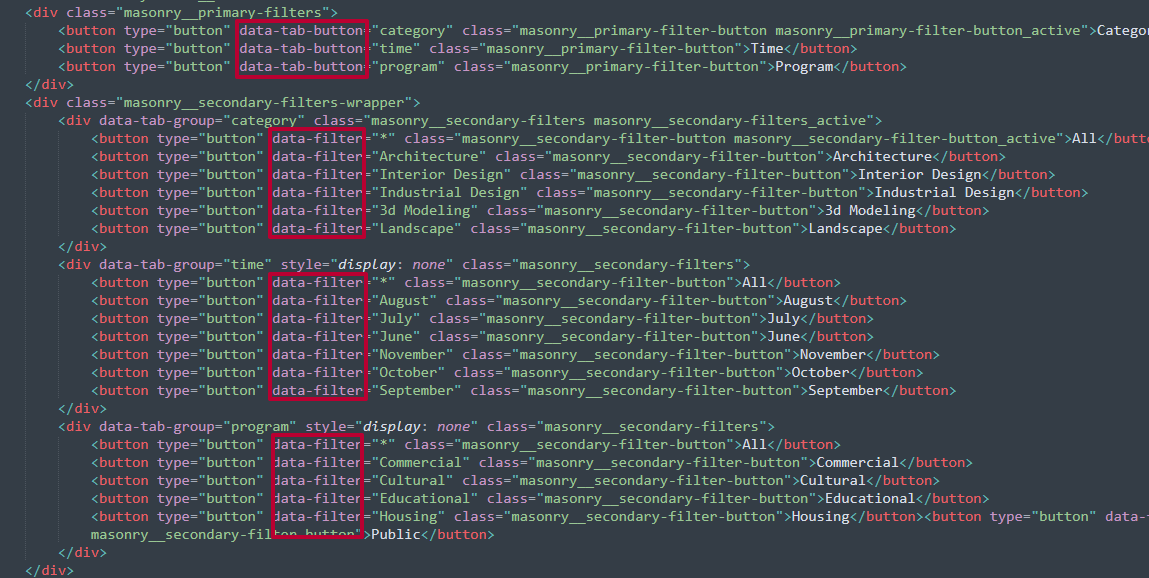 <div class="masonry__primary-filters">
<button type="button" data-tab-button="category" class="masonry__primary-filter-button masonry__primary-filter-button_active">Catego
<button type="button" data-tab-button="time" class="masonry__primary-filter-button">Time</button>
<button type="button" data-tab-button="program" class="masonry__primary-filter-button">Program</button>
</div>
<div class="masonry__secondary-filters-wrapper">
<div data-tab-group="category" class="masonry__secondary-filters masonry__secondary-filters_active">
<button type="button" data-filter="*" class="masonry__secondary-filter-button masonry__secondary-filter-button_active">All</butt
<button type="button" data-filter="Architecture" class="masonry__secondary-filter-button">Architecture</button>
<button type="button" data-filter="Interior Design" class="masonry__secondary-filter-button">Interior Design</button>
<button type="button" data-filter="Industrial Design" class="masonry__secondary-filter-button">Industrial Design</button>
<button type="button" data-filter="3d Modeling" class="masonry__secondary-filter-button">3d Modeling</button>
<button type="button" data-filter="Landscape" class="masonry__secondary-filter-button">Landscape</button>
</div>
<div data-tab-group="time" style="display: none" class="masonry__secondary-filters">
<button type="button" data-filter="*" class="masonry__secondary-filter-button">All</button>
<button type="button" data-filter="August" class="masonry__secondary-filter-button">August</button>
<button type="button" data-filter="July" class="masonry__secondary-filter-button">July</button>
<button type="button" data-filter="June" class="masonry__secondary-filter-button">June</button>
<button type="button" data-filter="November" class="masonry__secondary-filter-button">November</button>
<button type="button" data-filter="October" class="masonry__secondary-filter-button">October</button>
<button type="button" data-filter="September" class="masonry__secondary-filter-button">September</button>
</div>
<div data-tab-group="program" style="display: none" class="masonry__secondary-filters">
<button type="button" data-filter="*" class="masonry__secondary-filter-button">All</button>
<button type="button" data-filter="Commercial" class="masonry__secondary-filter-button">Commercial</button>
<button type="button" data-filter="Cultural" class="masonry__secondary-filter-button">Cultural</button>
<button type="button" data-filter="Educational" class="masonry__secondary-filter-button">Educational</button>
<button type="button" data-filter="Housing" class="masonry__secondary-filter-button">Housing</button><button type="button" data-
masonry__secondary-filter-button">Public</button>
</div>
</div>